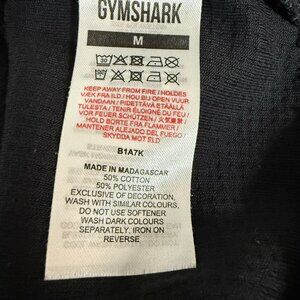 GYMSHARK
M
KEEP AWAY FROM FIRE / HOLDES
VÆK FRA ILD / HOU BIJ OPEN VUUR
VANDAAN / PIDETTÄVÄ ETÄÄLLÄ
TULESTA / TENIR ÉLOIGNÉ DU FEU
VOR FEUER SCHÜTZEN /
HOLD BORTE FRA FLAMMER /
MANTENER ALEJADO DEL FUEGO
SKYDDA MOT ELD
B1A7K
MADE IN MADAGASCAR
50% COTTON
50% POLYESTER
EXCLUSIVE OF DECORATION,
WASH WITH SIMILAR COLOURS,
DO NOT USE SOFTENER
WASH DARK COLOURS
SEPARATELY, IRON ON
REVERSE